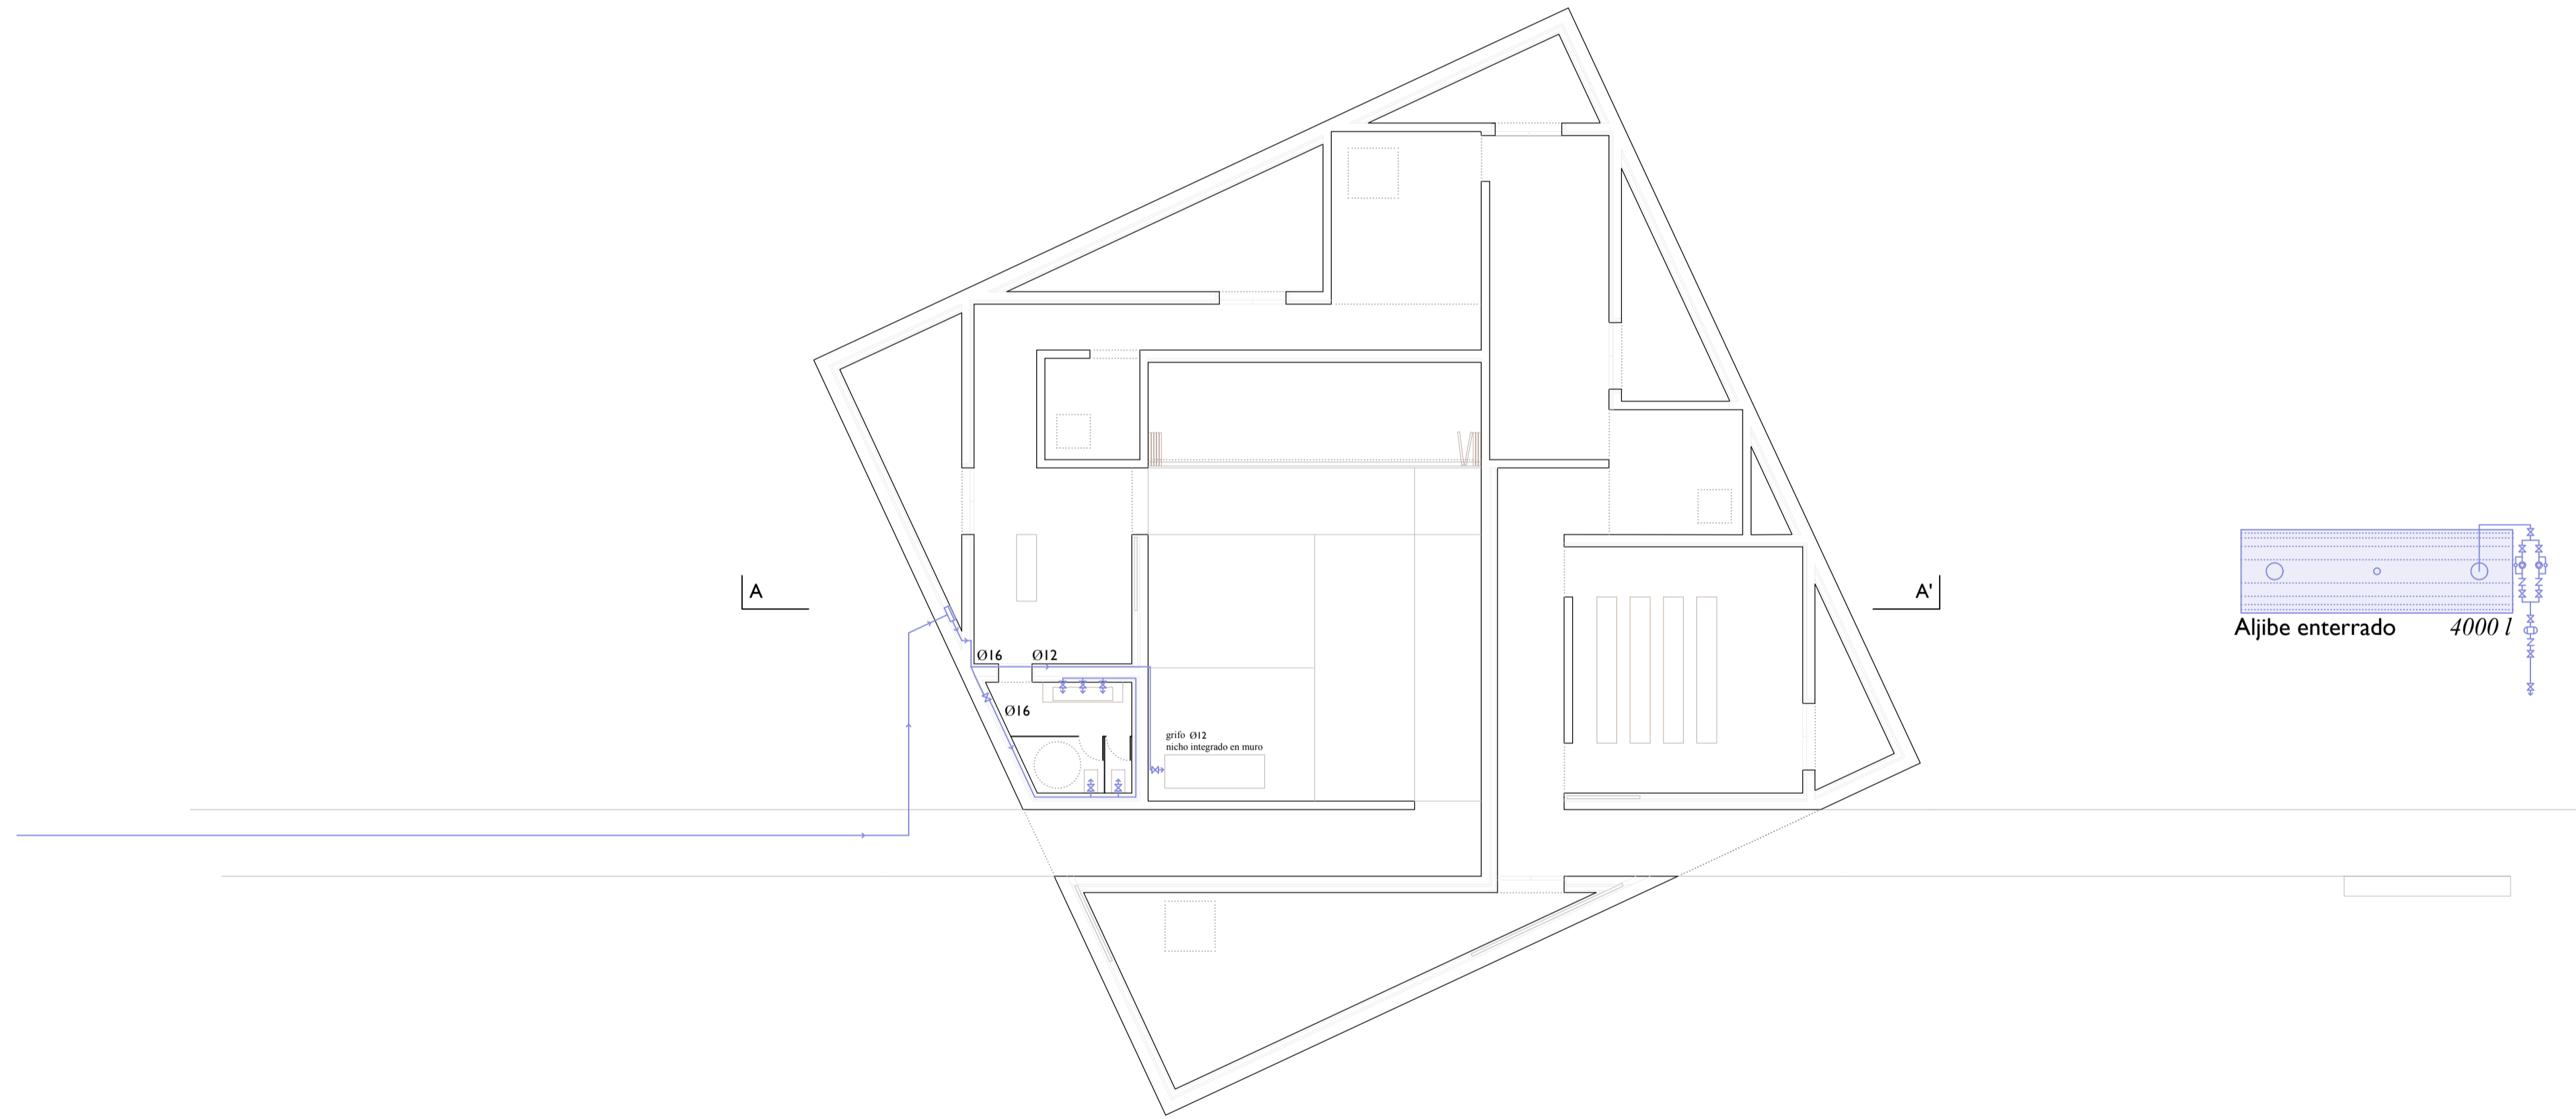 A
A'
Aljibe enterrado 4000 l
Ø16 Ø12
Ø16
grifo Ø12
nicho integrado en muro